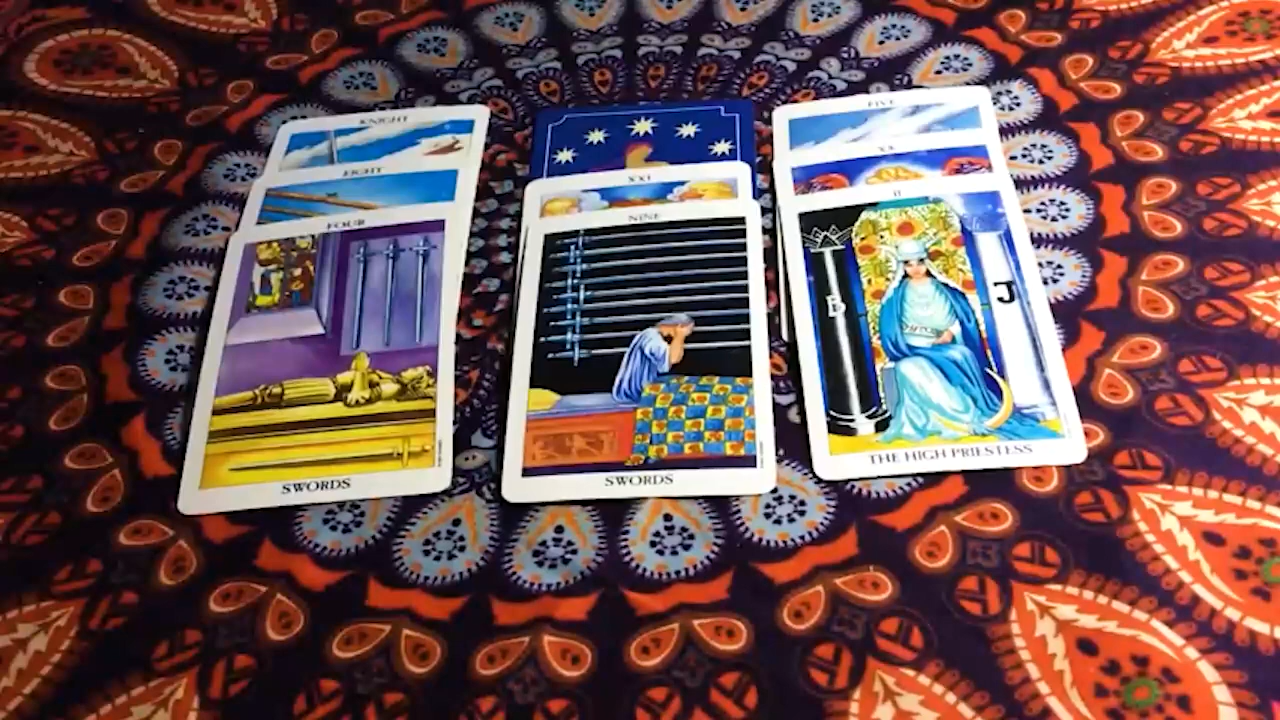 KNIGHT
EIGHT
FOUR
SWORDS
XXI
NINE
SWORDS
FIVE
II
B
J
THE HIGH PRIESTESS